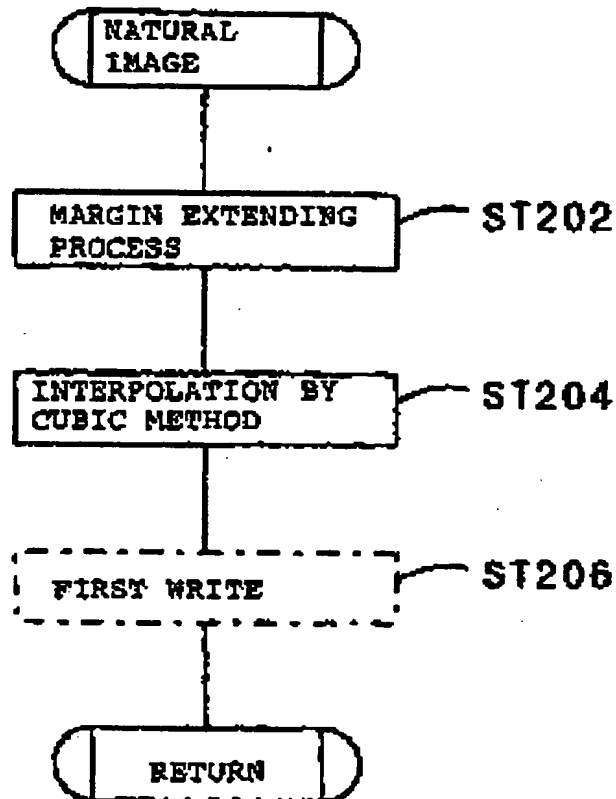 NATURAL
IMAGE
MARGIN EXTENDING
PROCESS
ST202
INTERPOLATION BY
CUBIC METHOD
ST204
FIRST WRITE
ST206
RETURN